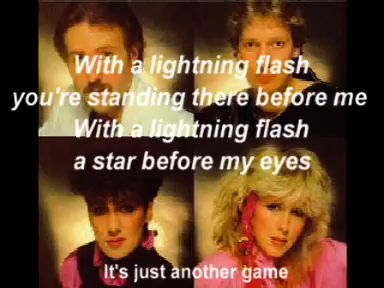 With a lightning flash
you're standing there before me
With a lightning flash
a star before my eyes
It's just another game